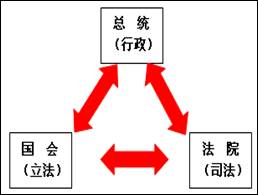 总 统
（行政）
国 会
（立法）
法 院
（司法）